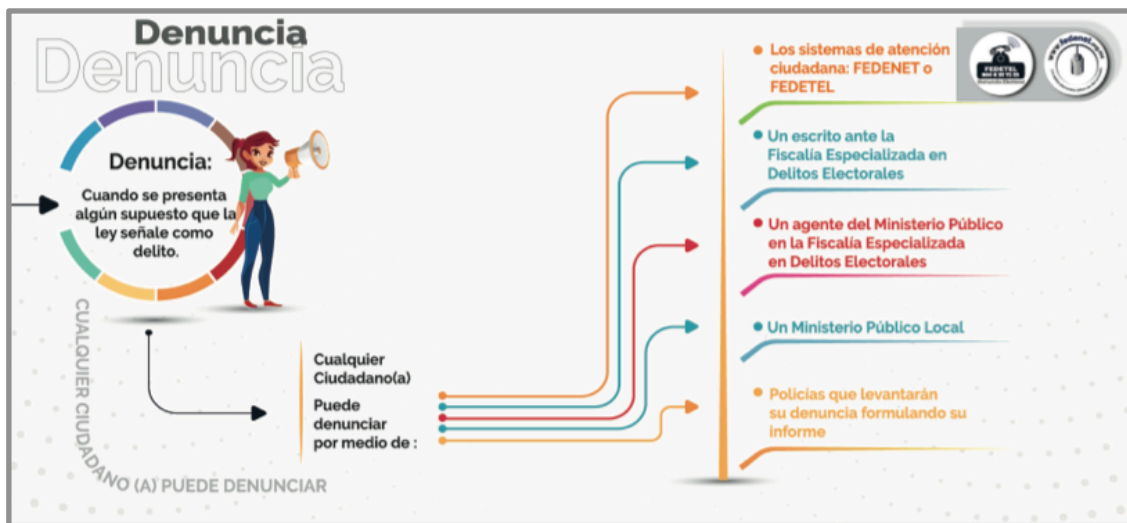 Denuncia
Denuncia
Denuncia:
Cuando se presenta
algún supuesto que la
ley señale como
delito.
CUALQUIER CIUDADANO (A) PUEDE DENUNCIAR
Cualquier
Ciudadano(a)
Puede
denunciar
por medio de :
• Los sistemas de atención
ciudadana: FEDENET o
FEDETEL
FEDETEL
• Un escrito ante la
Fiscalía Especializada en
Delitos Electorales
• Un agente del Ministerio Público
en la Fiscalía Especializada
en Delitos Electorales
• Un Ministerio Público Local
• Policías que levantarán
su denuncia formulando su
informe